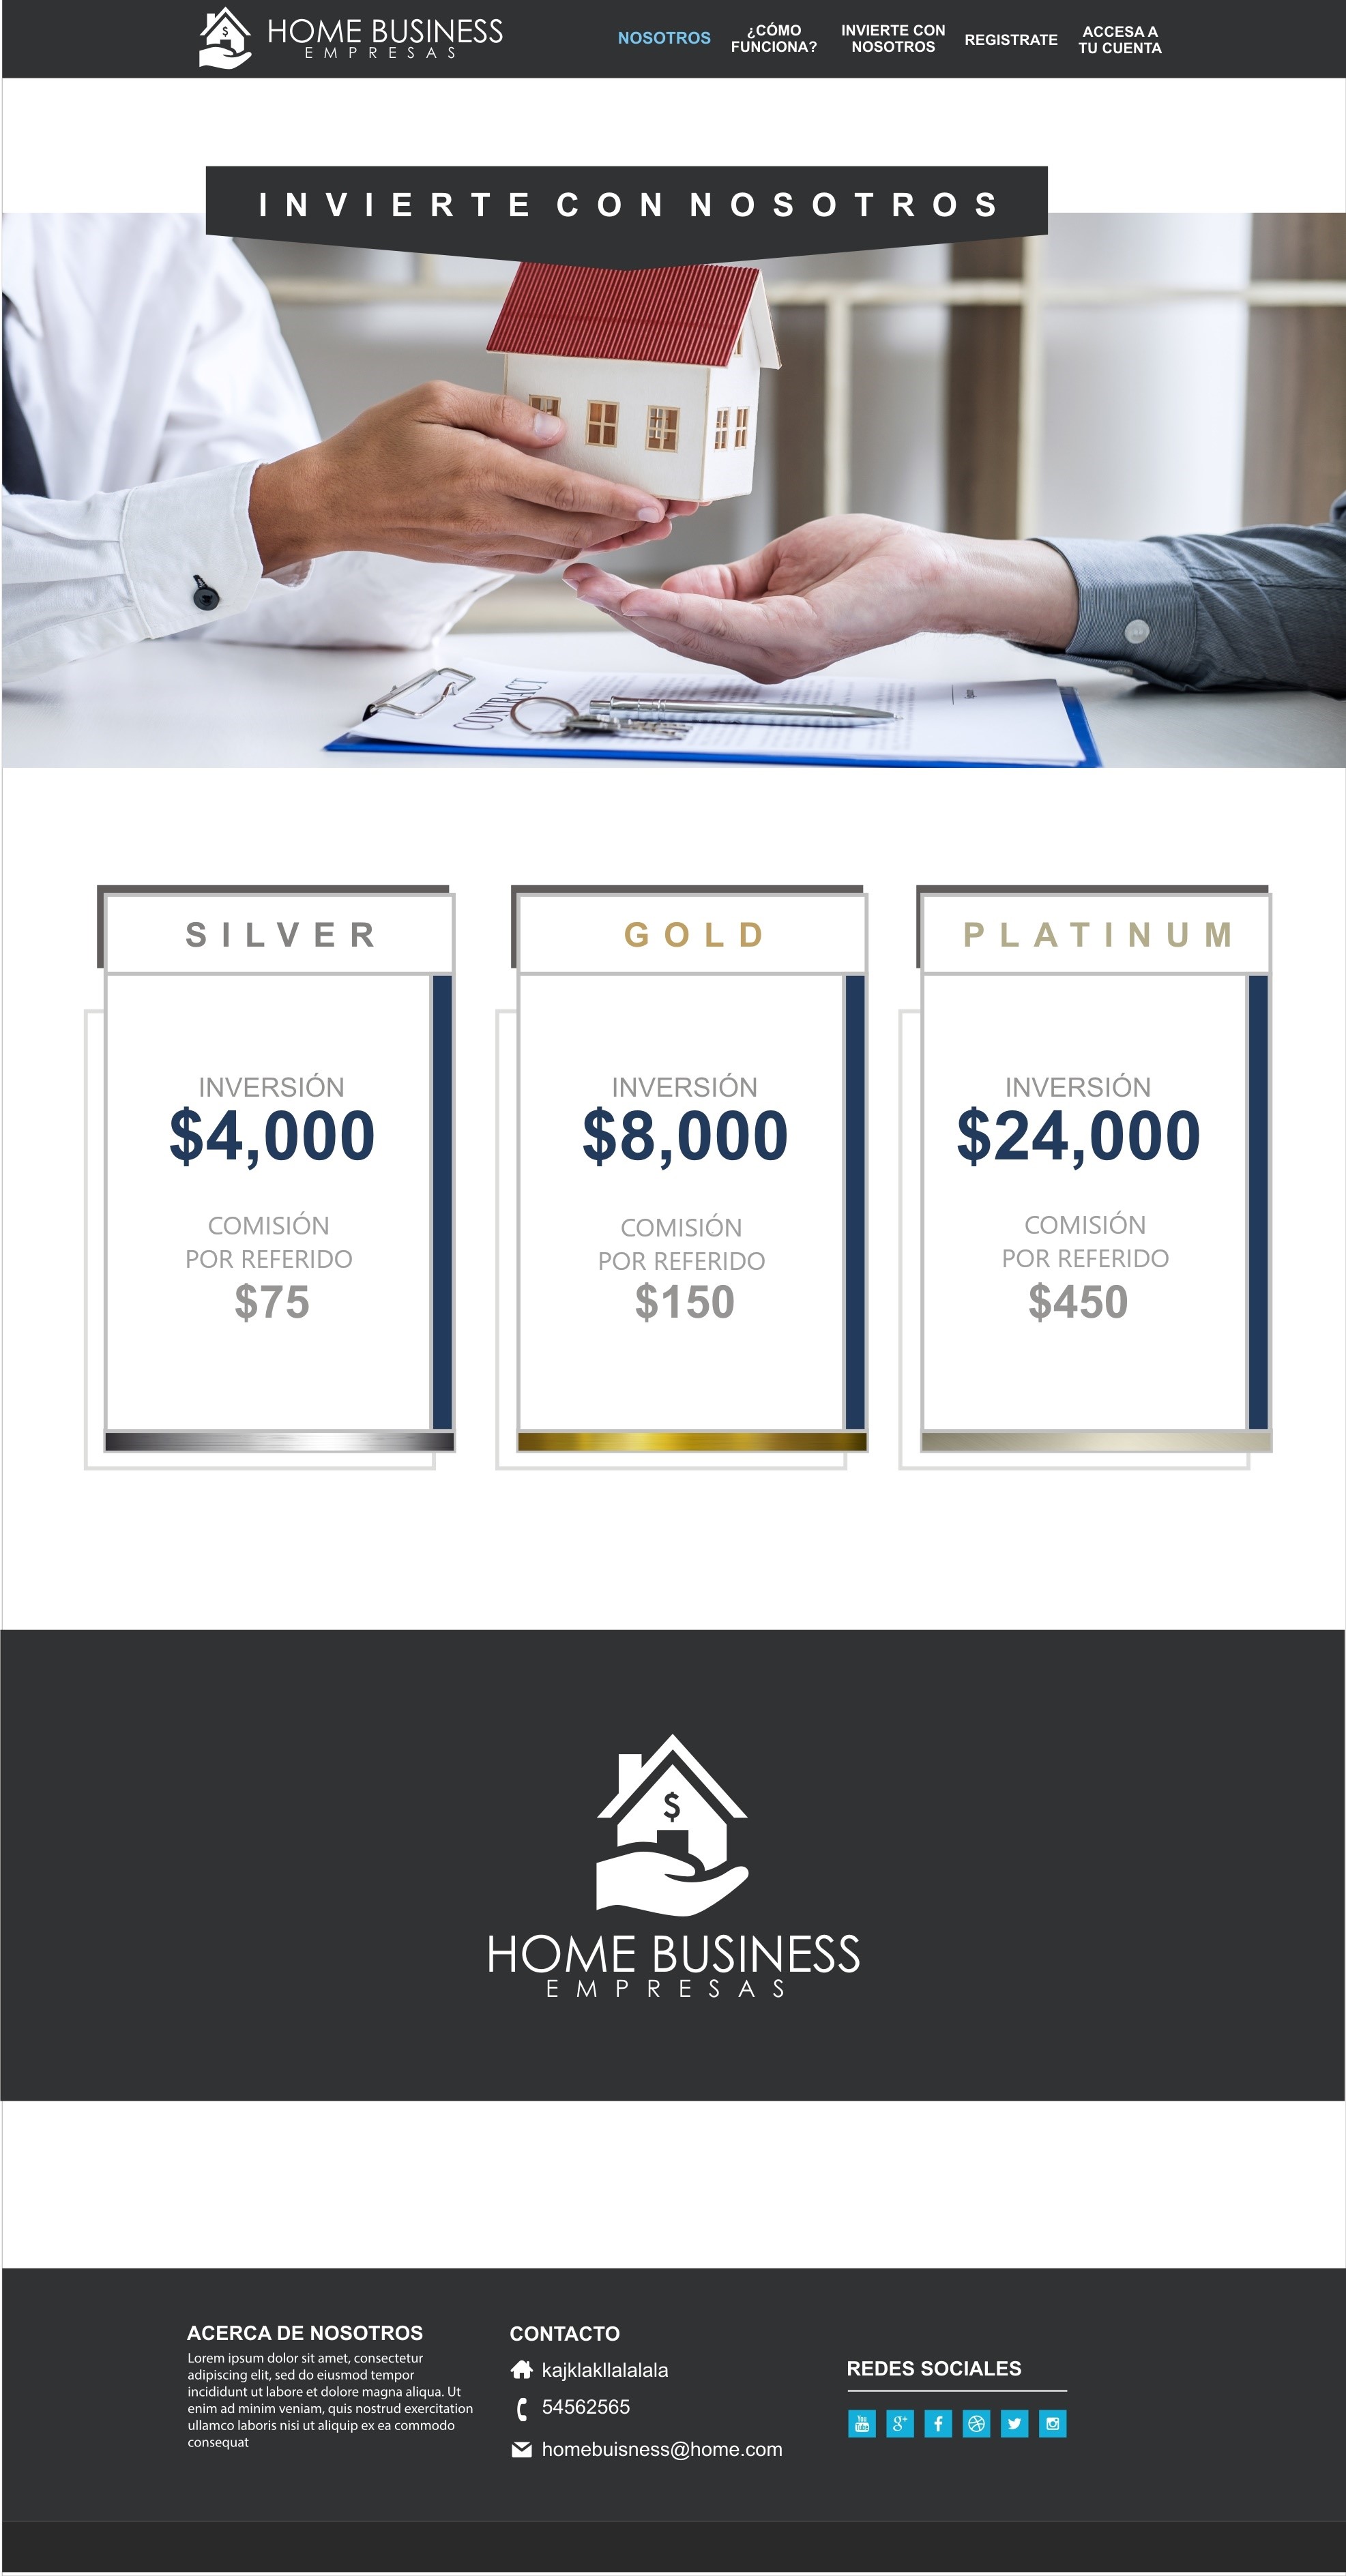 HOME BUSINESS
EMPRESAS
NOSOTROS
¿CÓMO
FUNCIONA?
INVIERTE CON
NOSOTROS
REGISTRATE
ACCESA A
TU CUENTA
INVIERTE CON NOSOTROS
CONTRACT
SILVER
INVERSIÓN
$4,000
COMISIÓN
POR REFERIDO
$75
GOLD
INVERSIÓN
$8,000
COMISIÓN
POR REFERIDO
$150
PLATINUM
INVERSIÓN
$24,000
COMISIÓN
POR REFERIDO
$450
$
HOME BUSINESS
EMPRESAS
ACERCA DE NOSOTROS
Lorem ipsum dolor sit amet, consectetur
adipiscing elit, sed do eiusmod tempor
incididunt ut labore et dolore magna aliqua. Ut
enim ad minim veniam, quis nostrud exercitation
ullamco laboris nisi ut aliquip ex ea commodo
consequat
CONTACTO
kajklakllalalala
54562565
homebuisness@home.com
REDES SOCIALES